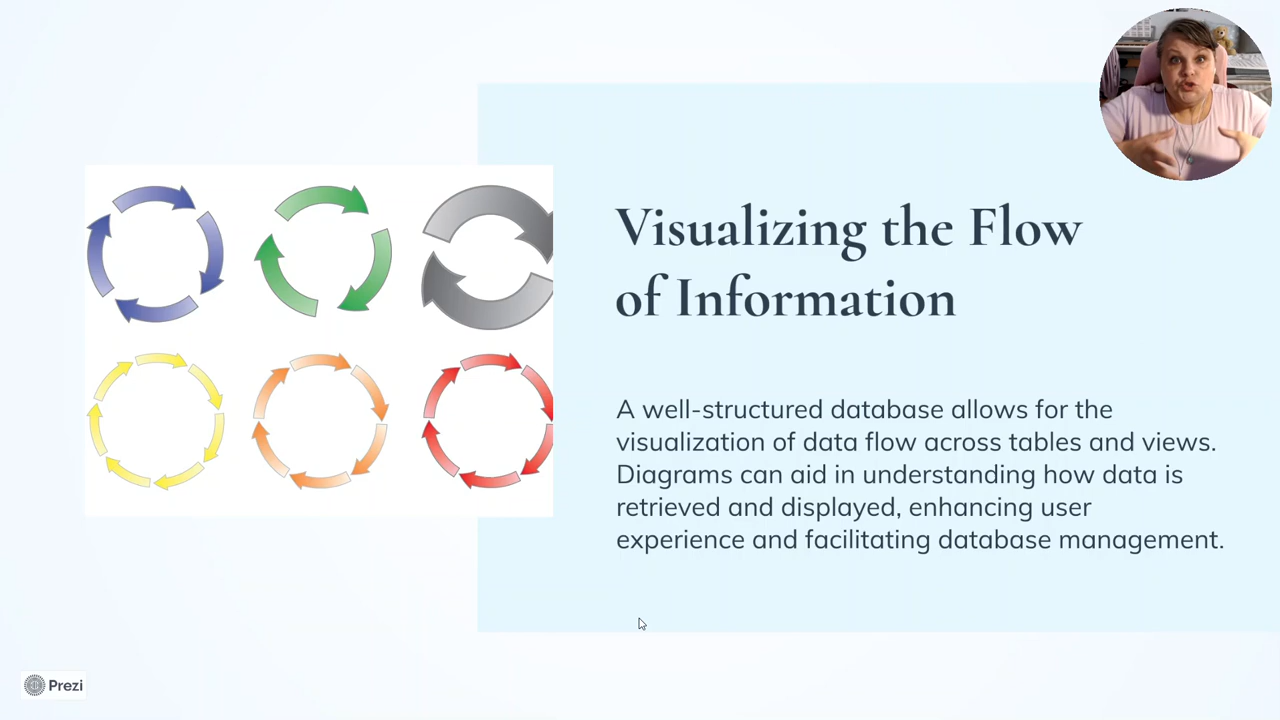 Visualizing the Flow
of Information
A well-structured database allows for the
visualization of data flow across tables and views.
Diagrams can aid in understanding how data is
retrieved and displayed, enhancing user
experience and facilitating database management.
Prezi